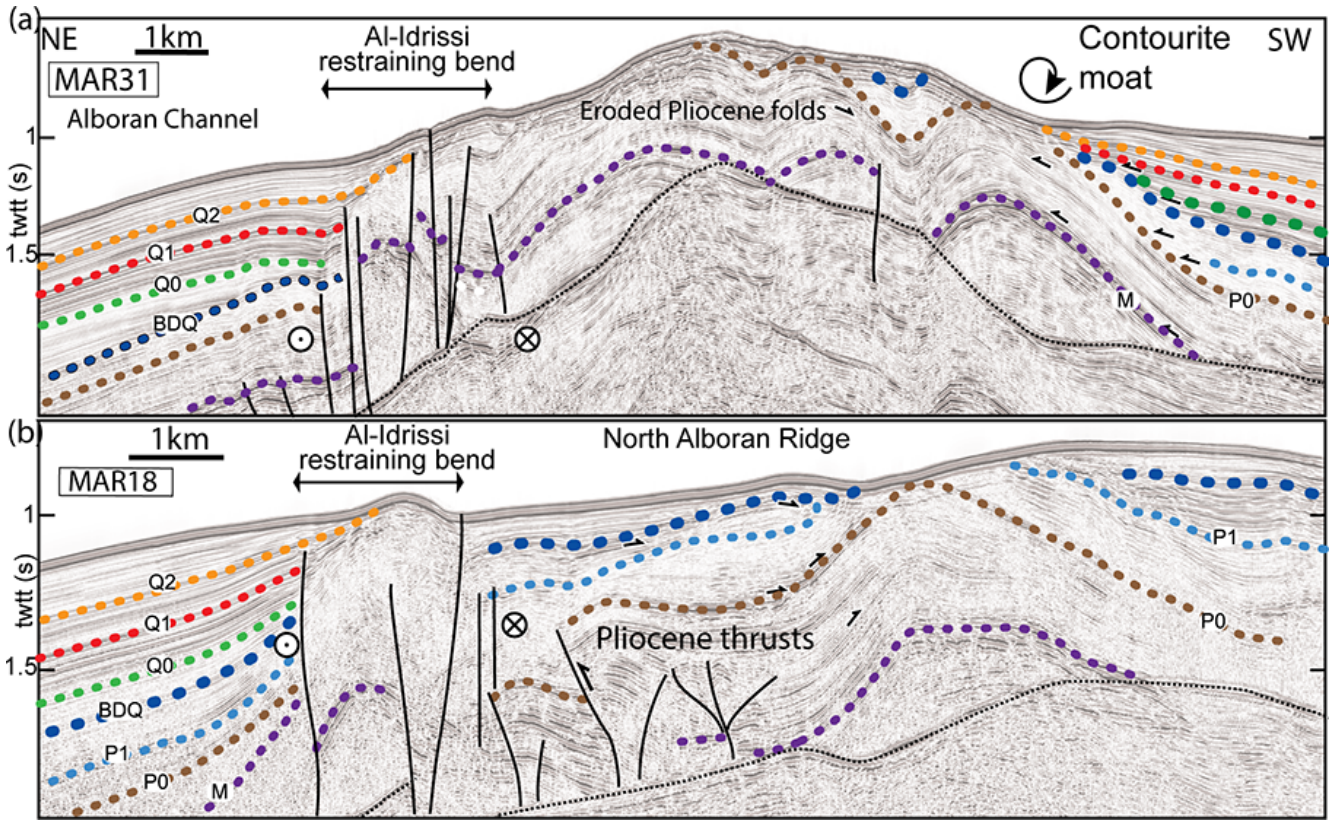 (a)
NE
1km
MAR31
Alboran Channel
Al-Idrissi
restraining bend
Eroded Pliocene folds
Contourite
moat
SW
1
twtt (s)
1.5
Q2
Q1
Q0
BDQ
M
P0
(b)
1km
MAR18
Al-Idrissi
restraining bend
North Alboran Ridge
1
twtt (s)
1.5
Q2
Q1
Q0
BDQ
P1
P0
M
Pliocene thrusts
P1
P0